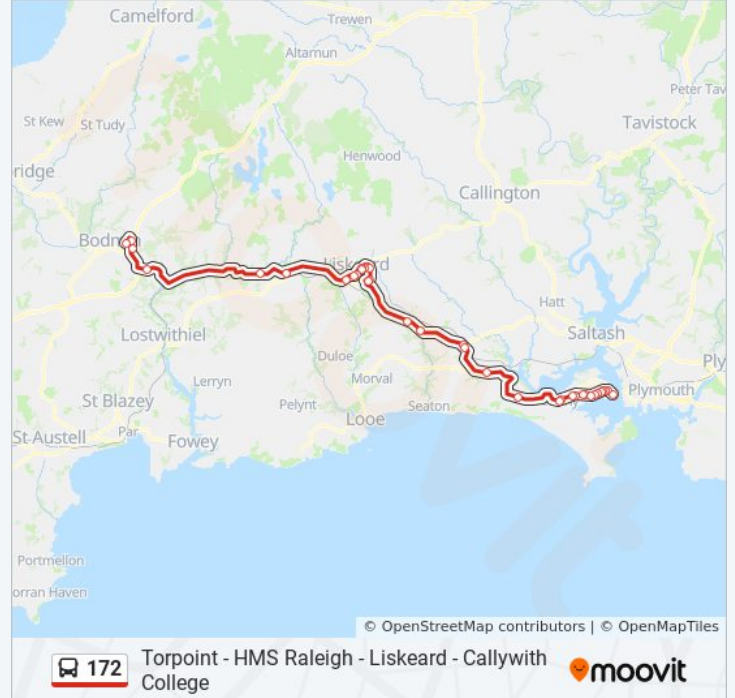 Camelford
Trewen
Altarnun
Peter Tav
St Kew
St Tudy
Tavistock
ridge
Henwood
Callington
Bodmin
Liskeard
Hatt
Lostwithiel
Saltash
Duloe
Ply
Lerryn
Morval
Plymouth
St Blazey
Pelynt
Seaton
Par
Looe
St Austell
Fowey
Portmellon
orran Haven
© OpenStreetMap contributors | © OpenMapTiles
172
Torpoint - HMS Raleigh - Liskeard - Callywith
College
moovit